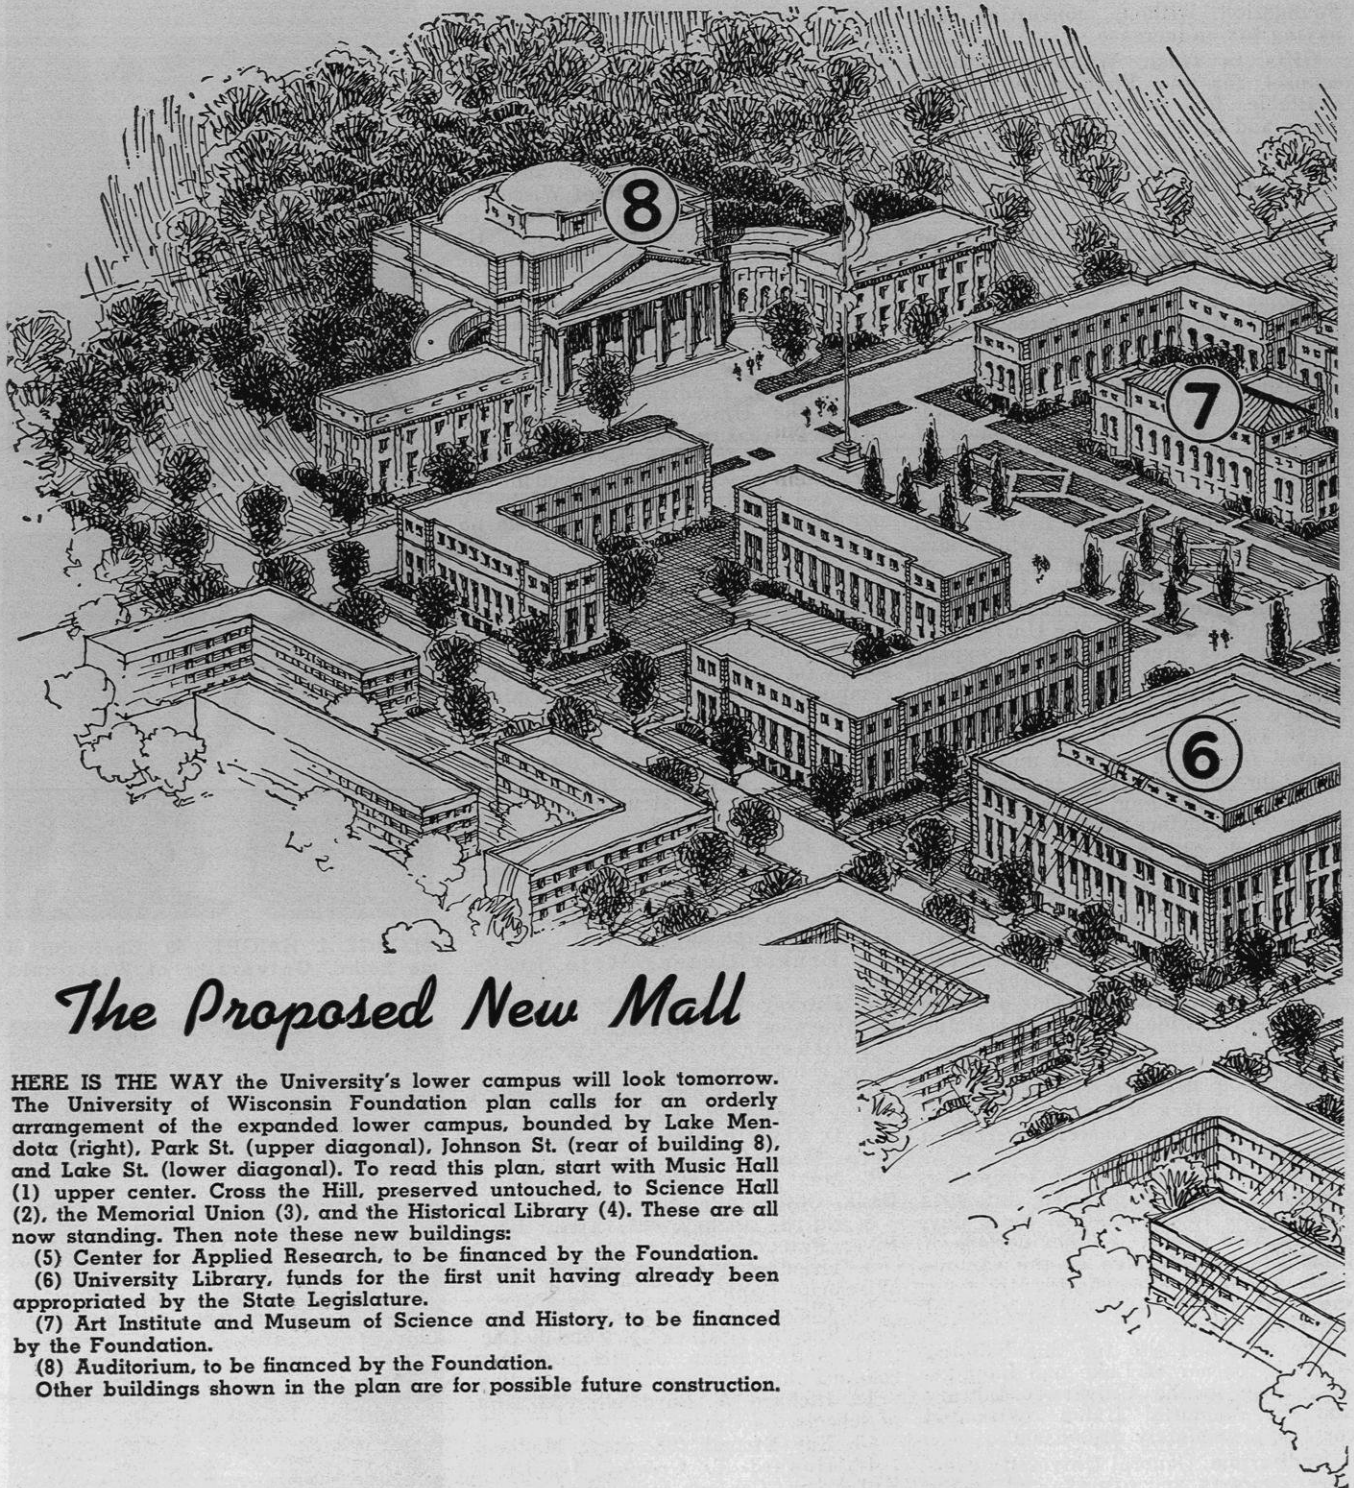 8
7
6
The Proposed New Mall
HERE IS THE WAY the University's lower campus will look tomorrow.
The University of Wisconsin Foundation plan calls for an orderly
arrangement of the expanded lower campus, bounded by Lake Men-
dota (right), Park St. (upper diagonal), Johnson St. (rear of building 8),
and Lake St. (lower diagonal). To read this plan, start with Music Hall
(1) upper center. Cross the Hill, preserved untouched, to Science Hall
(2), the Memorial Union (3), and the Historical Library (4). These are all
now standing. Then note these new buildings:
(5) Center for Applied Research, to be financed by the Foundation.
(6) University Library, funds for the first unit having already been
appropriated by the State Legislature.
(7) Art Institute and Museum of Science and History, to be financed
by the Foundation.
(8) Auditorium, to be financed by the Foundation.
Other buildings shown in the plan are for possible future construction.